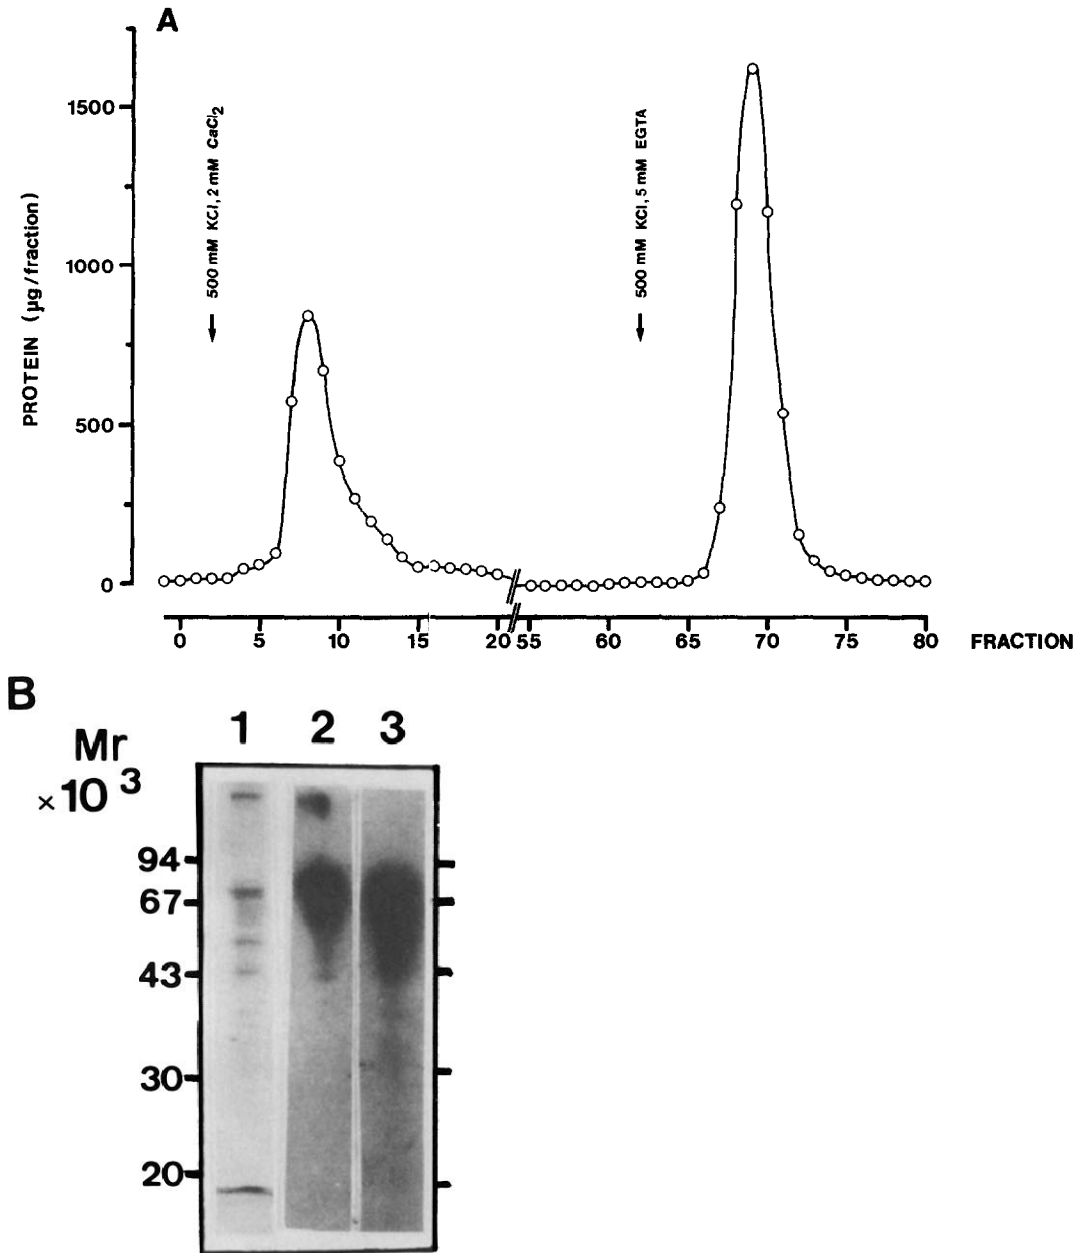 A
PROTEIN (µg/fraction)
1500
1000
500
0
500 mM KCl, 2 mM CaCl2
500 mM KCl, 5 mM EGTA
0 5 10 15 20 55 60 65 70 75 80 FRACTION
B
1 2 3
Mr
×10 3
94
67
43
30
20